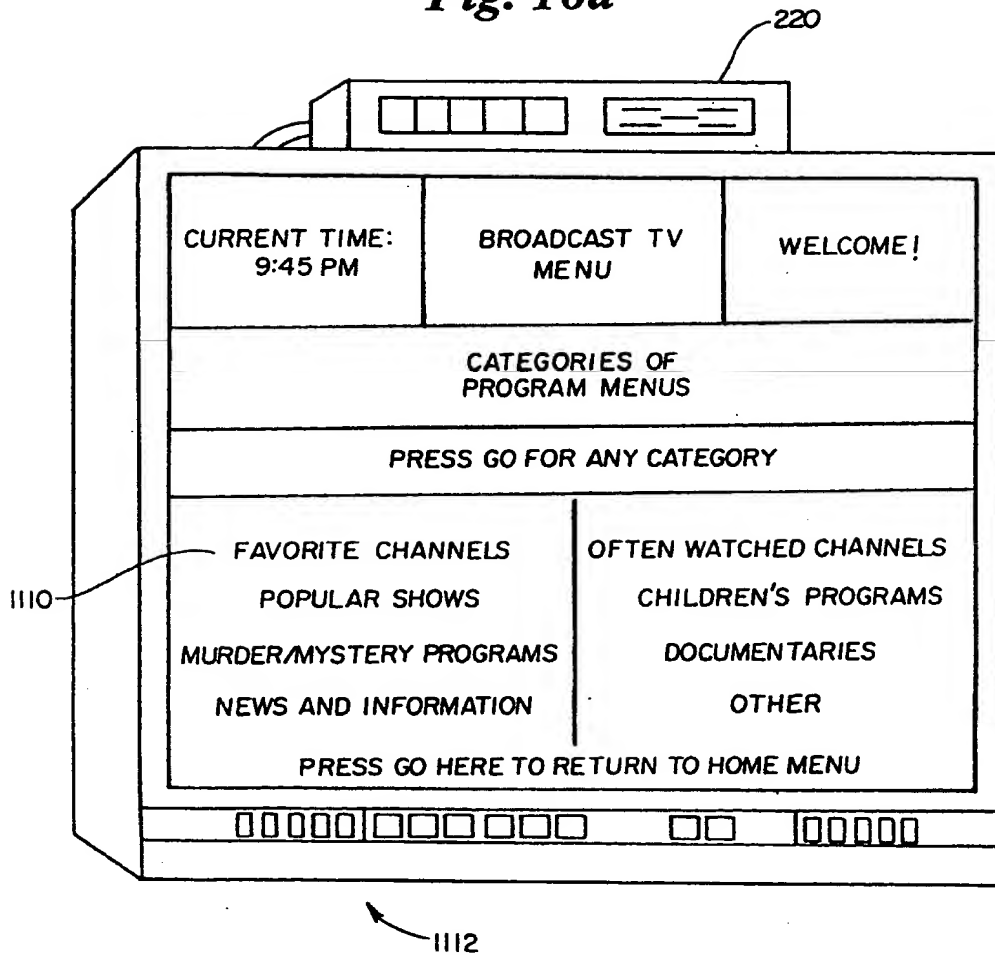 Fig. 16a
220
CURRENT TIME:
9:45 PM
BROADCAST TV
MENU
WELCOME!
CATEGORIES OF
PROGRAM MENUS
PRESS GO FOR ANY CATEGORY
1110
FAVORITE CHANNELS
OFTEN WATCHED CHANNELS
POPULAR SHOWS
CHILDREN'S PROGRAMS
MURDER/MYSTERY PROGRAMS
DOCUMENTARIES
NEWS AND INFORMATION
OTHER
PRESS GO HERE TO RETURN TO HOME MENU
1112